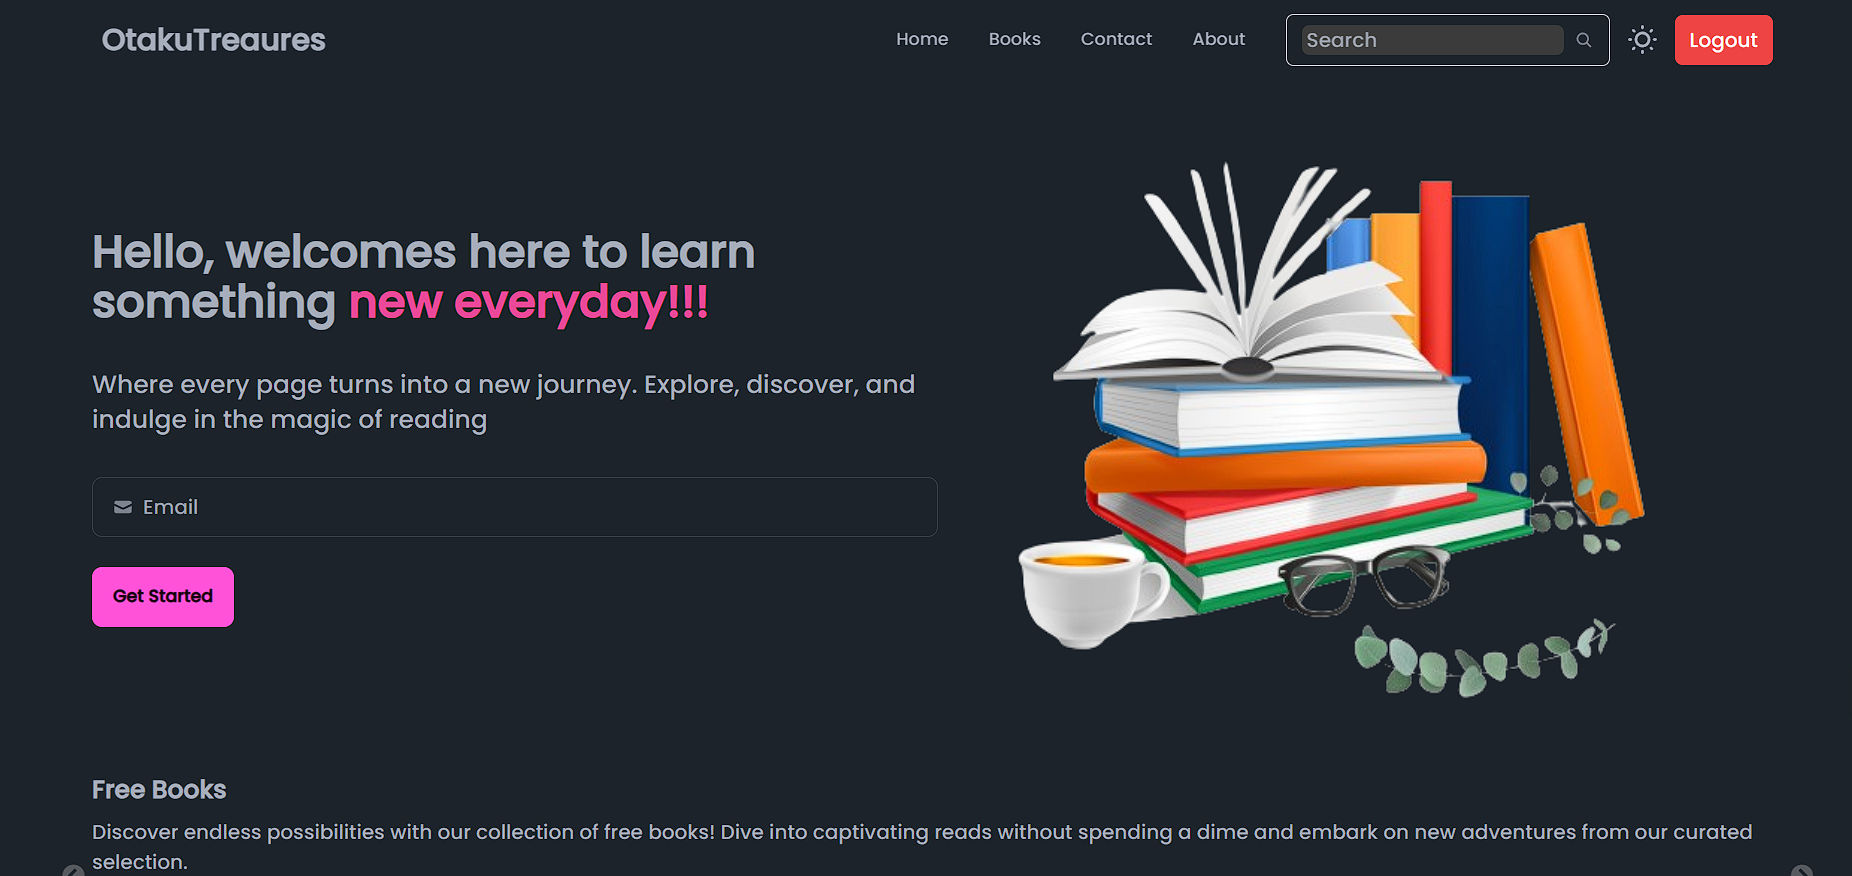 OtakuTreaures
Home
Books
Contact
About
Search
Logout
Hello, welcomes here to learn
something new everyday!!!
Where every page turns into a new journey. Explore, discover, and
indulge in the magic of reading
Email
Get Started
Free Books
Discover endless possibilities with our collection of free books! Dive into captivating reads without spending a dime and embark on new adventures from our curated
selection.